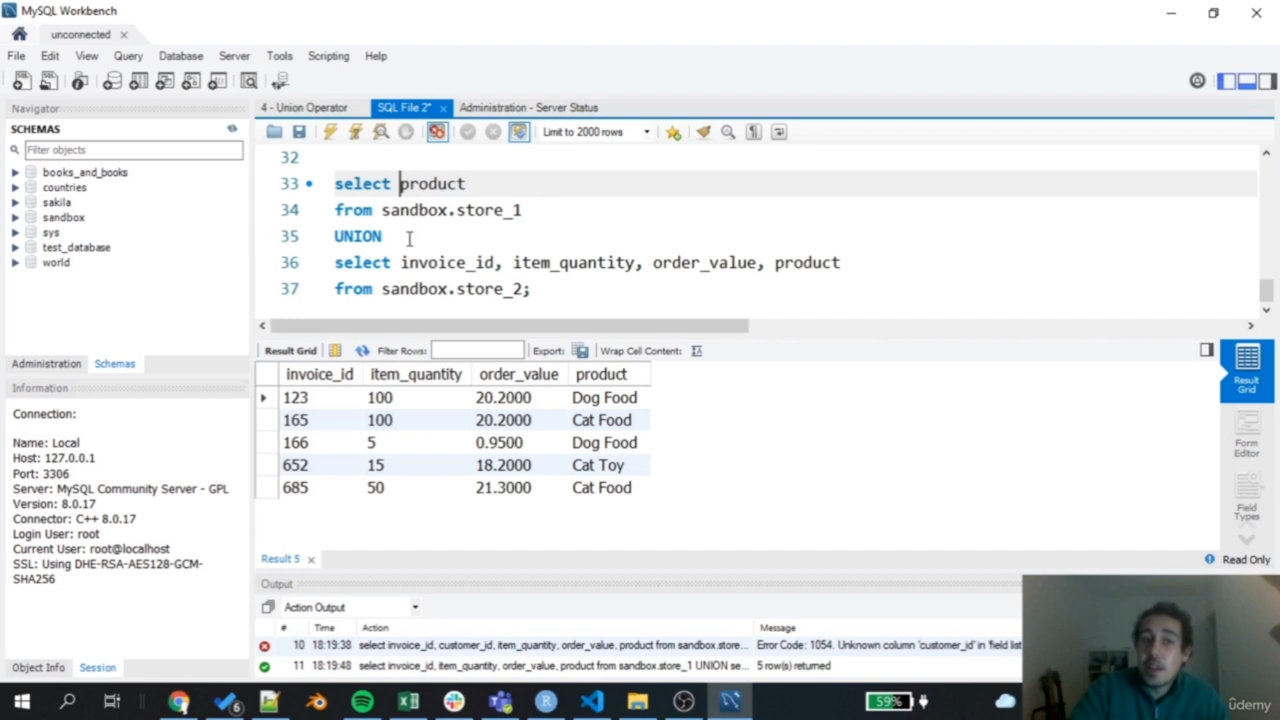 MySQL Workbench
unconnected
File Edit View Query Database Server Tools Scripting Help
Navigator
SCHEMAS
Filter objects
books_and_books
countries
sakila
sandbox
sys
test_database
world
Administration Schemas
Information
Connection:
Name: Local
Host: 127.0.0.1
Port: 3306
Server: MySQL Community Server - GPL
Version: 8.0.17
Connector: C++ 8.0.17
Login User: root
Current User: root@localhost
SSL: Using DHE-RSA-AES128-GCM-
SHA256
Object Info Session
4 - Union Operator SQL File 2* Administration - Server Status
Limit to 2000 rows
32
33 select product
34 from sandbox.store_1
35 UNION
36 select invoice_id, item_quantity, order_value, product
37 from sandbox.store_2;
Result Grid Filter Rows: Export: Wrap Cell Content:
invoice_id item_quantity order_value product
123 100 20.2000 Dog Food
165 100 20.2000 Cat Food
166 5 0.9500 Dog Food
652 15 18.2000 Cat Toy
685 50 21.3000 Cat Food
Result
Grid
Form
Editor
Field
Types
Result 5
Read Only
Output
Action Output
# Time Action Message
10 18:19:38 select invoice_id, customer_id, item_quantity, order_value, product from sandbox.store... Error Code: 1054. Unknown column 'customer_id' in 'field list
11 18:19:48 select invoice_id, item_quantity, order_value, product from sandbox.store_1 UNION se... 5 row(s) returned
6
59%
ûdemy